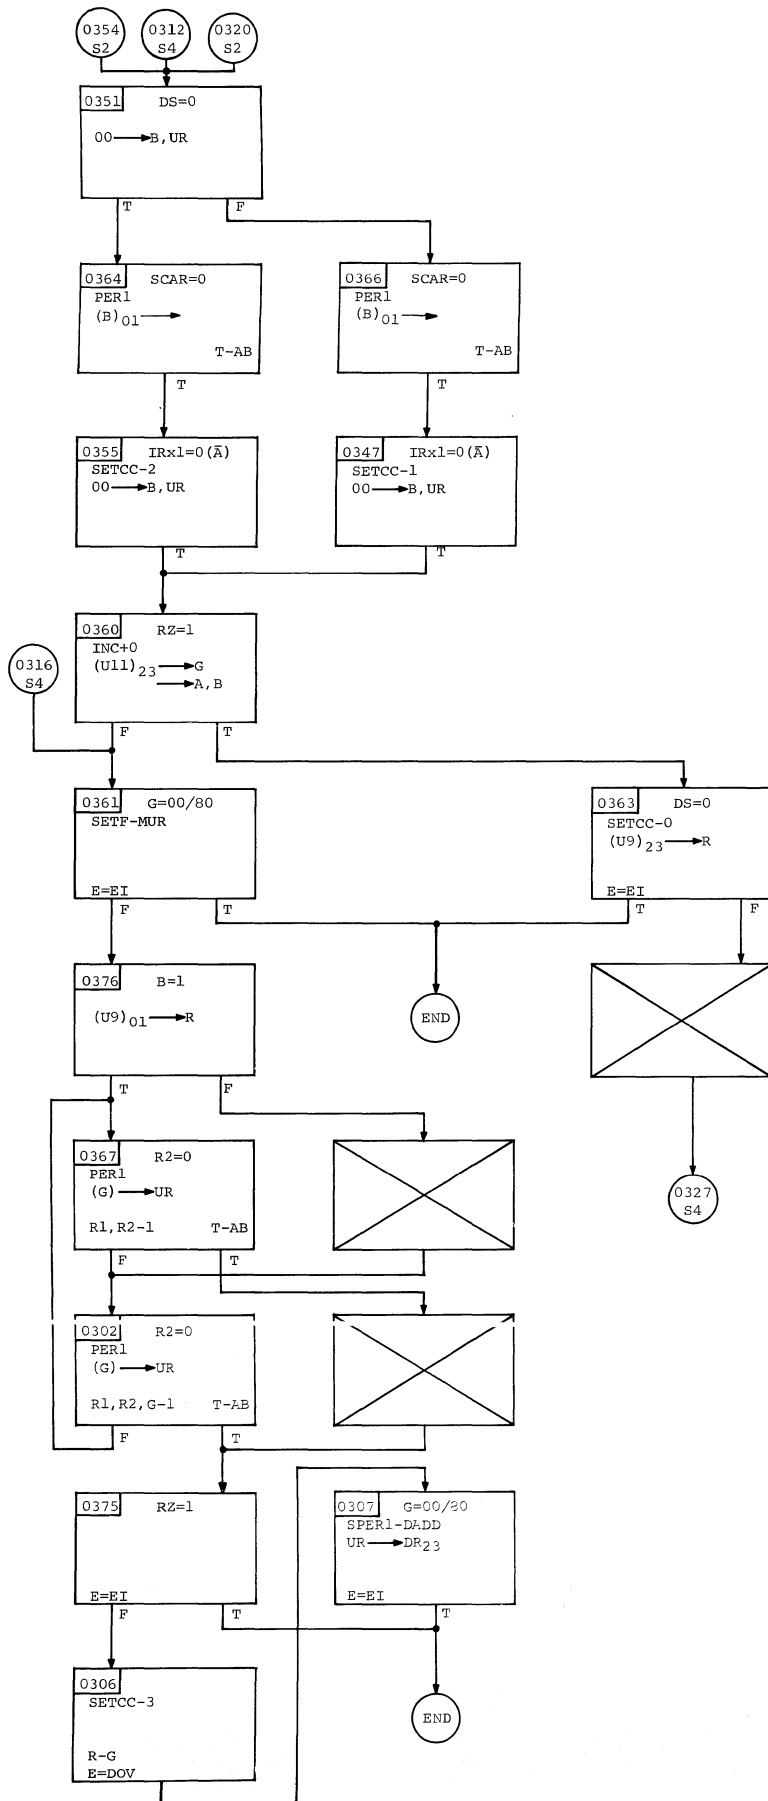 0354 0312 0320
S2 S4 S2
0351 DS=0
00→B,UR
T F
0364 SCAR=0
PER1
(B)01→
T-AB
T
0366 SCAR=0
PER1
(B)01→
T-AB
T
0355 IRx1=0(Ā)
SETCC-2
00→B,UR
T
0347 IRx1=0(Ā)
SETCC-1
00→B,UR
T
0360 RZ=1
INC+0
(U11)23→G
→A,B
F T
0316
S4
0361 G=00/80
SETF-MUR
E=EI
F T
0363 DS=0
SETCC-0
(U9)23→R
E=EI
T F
0376 B=1
(U9)01→R
T F
END
0367 R2=0
PER1
(G)→UR
R1,R2-1 T-AB
F T
0327
S4
0302 R2=0
PER1
(G)→UR
R1,R2,G-1 T-AB
F T
0375 RZ=1
E=EI
F T
0307 G=00/80
SPER1-DADD
UR→DR23
E=EI
T
0306
SETCC-3
R-G
E=DOV
END